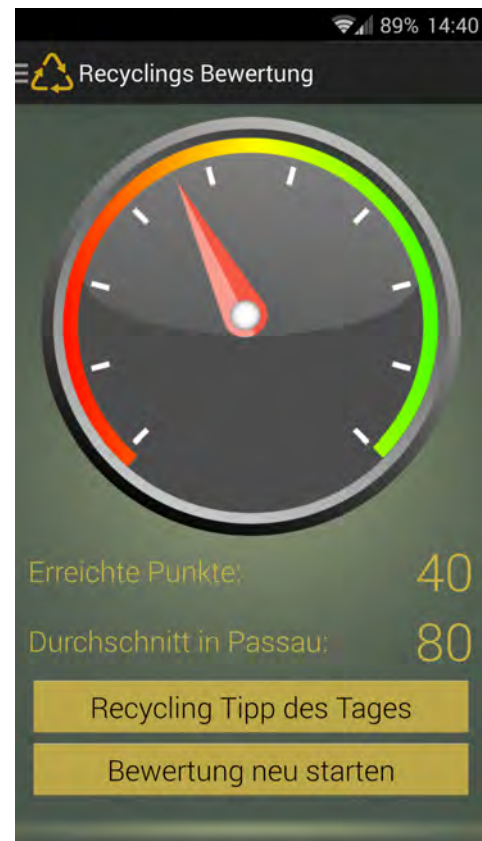 89% 14:40
Recyclings Bewertung
Erreichte Punkte: 40
Durchschnitt in Passau: 80
Recycling Tipp des Tages
Bewertung neu starten